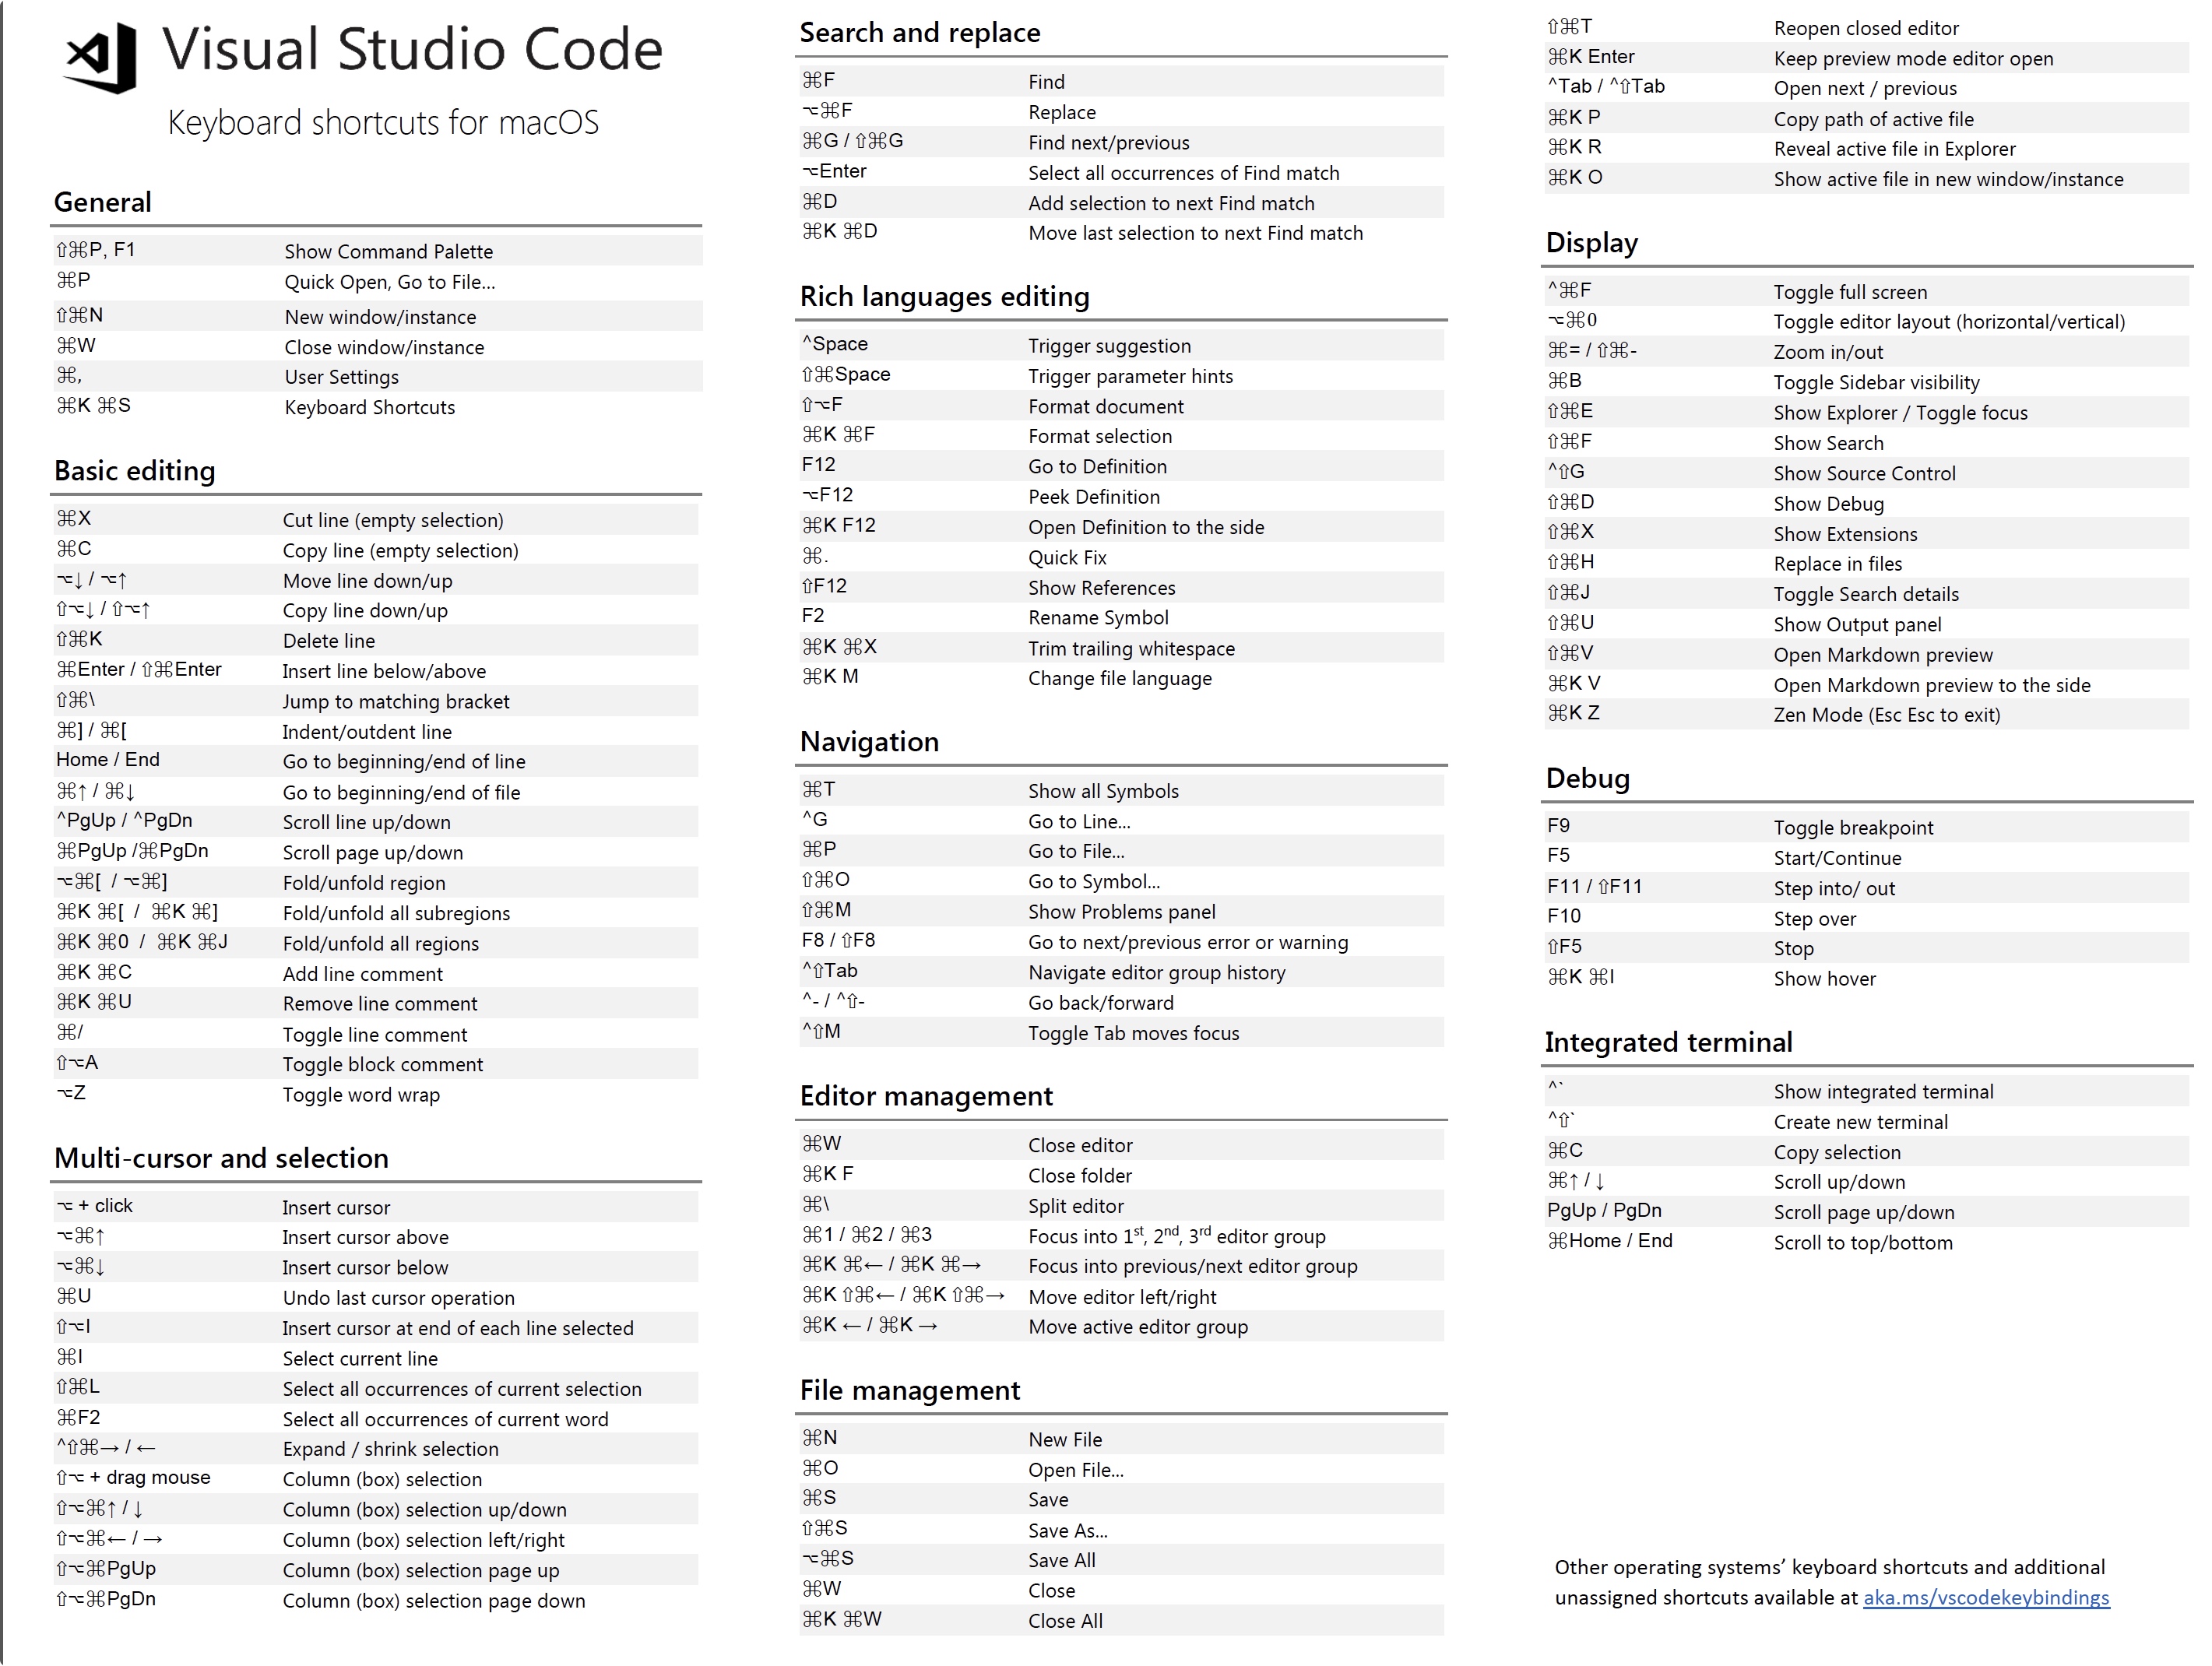 Visual Studio Code
Keyboard shortcuts for macOS
General
⇧⌘P, F1 Show Command Palette
⌘P Quick Open, Go to File...
⇧⌘N New window/instance
⌘W Close window/instance
⌘, User Settings
⌘K ⌘S Keyboard Shortcuts
Basic editing
⌘X Cut line (empty selection)
⌘C Copy line (empty selection)
⌥↓ / ⌥↑ Move line down/up
⇧⌥↓ / ⇧⌥↑ Copy line down/up
⇧⌘K Delete line
⌘Enter / ⇧⌘Enter Insert line below/above
⇧⌘\ Jump to matching bracket
⌘] / ⌘[ Indent/outdent line
Home / End Go to beginning/end of line
⌘↑ / ⌘↓ Go to beginning/end of file
^PgUp / ^PgDn Scroll line up/down
⌘PgUp /⌘PgDn Scroll page up/down
⌥⌘[ / ⌥⌘] Fold/unfold region
⌘K ⌘[ / ⌘K ⌘] Fold/unfold all subregions
⌘K ⌘0 / ⌘K ⌘J Fold/unfold all regions
⌘K ⌘C Add line comment
⌘K ⌘U Remove line comment
⌘/ Toggle line comment
⇧⌥A Toggle block comment
⌥Z Toggle word wrap
Multi-cursor and selection
⌥ + click Insert cursor
⌥⌘↑ Insert cursor above
⌥⌘↓ Insert cursor below
⌘U Undo last cursor operation
⇧⌥I Insert cursor at end of each line selected
⌘I Select current line
⇧⌘L Select all occurrences of current selection
⌘F2 Select all occurrences of current word
^⇧⌘→ / ← Expand / shrink selection
⇧⌥ + drag mouse Column (box) selection
⇧⌥⌘↑ / ↓ Column (box) selection up/down
⇧⌥⌘← / → Column (box) selection left/right
⇧⌥⌘PgUp Column (box) selection page up
⇧⌥⌘PgDn Column (box) selection page down
Search and replace
⌘F Find
⌥⌘F Replace
⌘G / ⇧⌘G Find next/previous
⌥Enter Select all occurrences of Find match
⌘D Add selection to next Find match
⌘K ⌘D Move last selection to next Find match
Rich languages editing
^Space Trigger suggestion
⇧⌘Space Trigger parameter hints
⇧⌥F Format document
⌘K ⌘F Format selection
F12 Go to Definition
⌥F12 Peek Definition
⌘K F12 Open Definition to the side
⌘. Quick Fix
⇧F12 Show References
F2 Rename Symbol
⌘K ⌘X Trim trailing whitespace
⌘K M Change file language
Navigation
⌘T Show all Symbols
^G Go to Line...
⌘P Go to File...
⇧⌘O Go to Symbol...
⇧⌘M Show Problems panel
F8 / ⇧F8 Go to next/previous error or warning
^⇧Tab Navigate editor group history
^- / ^⇧- Go back/forward
^⇧M Toggle Tab moves focus
Editor management
⌘W Close editor
⌘K F Close folder
⌘\ Split editor
⌘1 / ⌘2 / ⌘3 Focus into 1st, 2nd, 3rd editor group
⌘K ⌘← / ⌘K ⌘→ Focus into previous/next editor group
⌘K ⇧⌘← / ⌘K ⇧⌘→ Move editor left/right
⌘K ← / ⌘K → Move active editor group
File management
⌘N New File
⌘O Open File...
⌘S Save
⇧⌘S Save As...
⌥⌘S Save All
⌘W Close
⌘K ⌘W Close All
⇧⌘T Reopen closed editor
⌘K Enter Keep preview mode editor open
^Tab / ^⇧Tab Open next / previous
⌘K P Copy path of active file
⌘K R Reveal active file in Explorer
⌘K O Show active file in new window/instance
Display
^⌘F Toggle full screen
⌥⌘0 Toggle editor layout (horizontal/vertical)
⌘= / ⇧⌘- Zoom in/out
⌘B Toggle Sidebar visibility
⇧⌘E Show Explorer / Toggle focus
⇧⌘F Show Search
^⇧G Show Source Control
⇧⌘D Show Debug
⇧⌘X Show Extensions
⇧⌘H Replace in files
⇧⌘J Toggle Search details
⇧⌘U Show Output panel
⇧⌘V Open Markdown preview
⌘K V Open Markdown preview to the side
⌘K Z Zen Mode (Esc Esc to exit)
Debug
F9 Toggle breakpoint
F5 Start/Continue
F11 / ⇧F11 Step into/ out
F10 Step over
⇧F5 Stop
⌘K ⌘I Show hover
Integrated terminal
^` Show integrated terminal
^⇧` Create new terminal
⌘C Copy selection
⌘↑ / ↓ Scroll up/down
PgUp / PgDn Scroll page up/down
⌘Home / End Scroll to top/bottom
Other operating systems’ keyboard shortcuts and additional
unassigned shortcuts available at aka.ms/vscodekeybindings